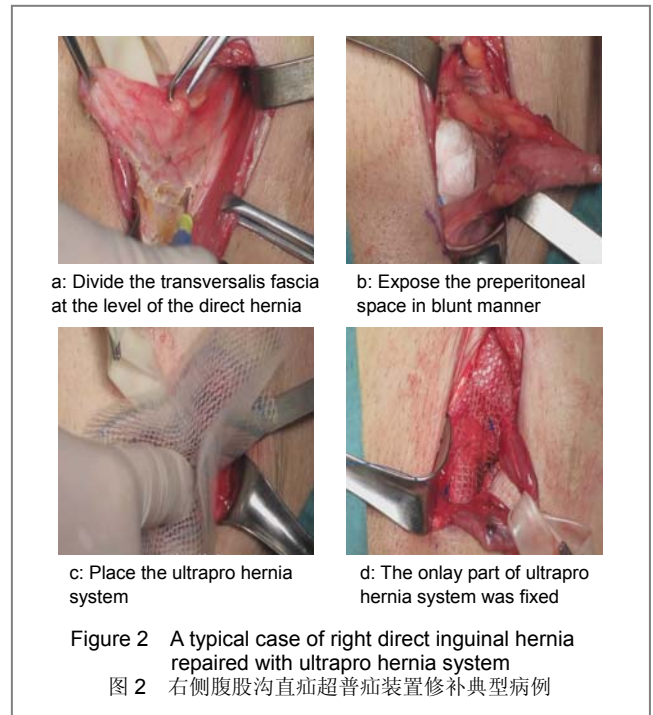 a: Divide the transversalis fascia
at the level of the direct hernia
b: Expose the preperitoneal
space in blunt manner
c: Place the ultrapro hernia
system
d: The onlay part of ultrapro
hernia system was fixed
Figure 2 A typical case of right direct inguinal hernia
repaired with ultrapro hernia system
图 2 右侧腹股沟直疝超普疝装置修补典型病例